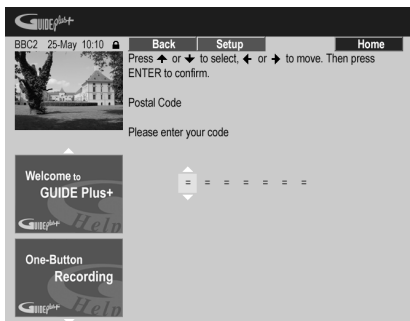 GUIDE Plus+
BBC2 25-May 10:10 Back Setup Home
Press ↑ or ↓ to select, ← or → to move. Then press
ENTER to confirm.
Postal Code
Please enter your code
= = = = = = =
Welcome to
GUIDE Plus+
GUIDE Plus+ Help
One-Button
Recording
GUIDE Plus+ Help